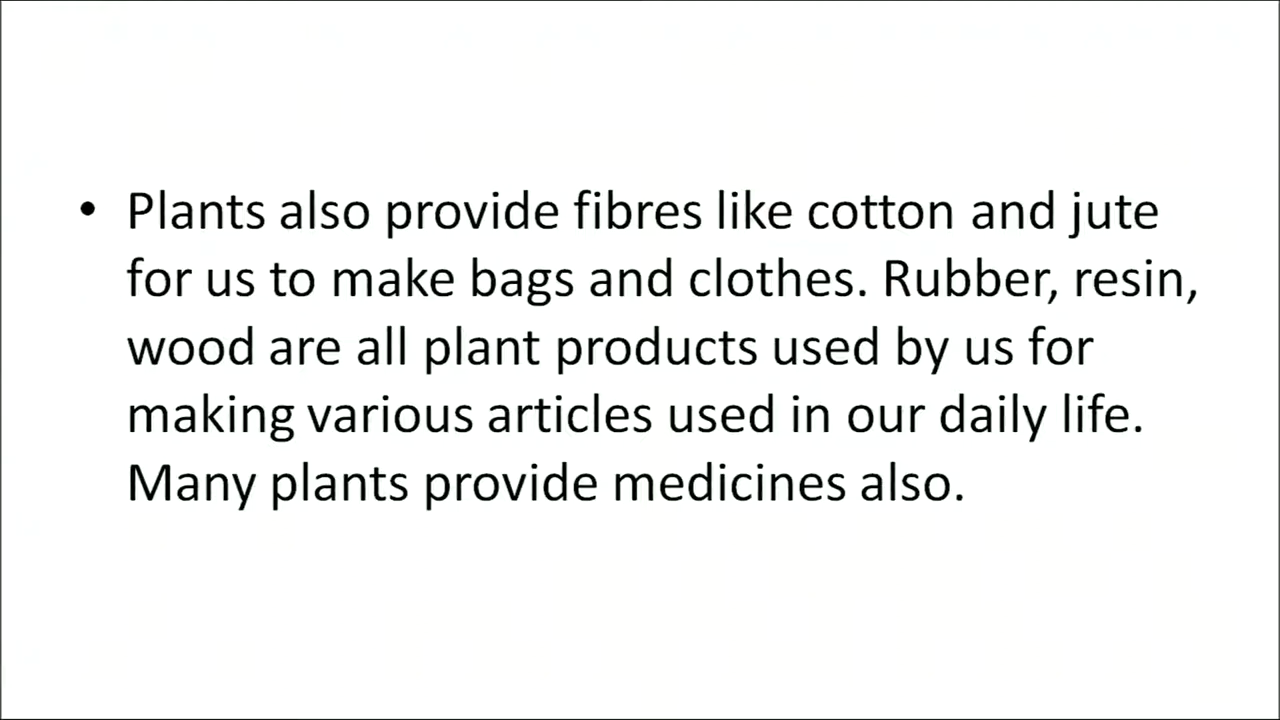 • Plants also provide fibres like cotton and jute
for us to make bags and clothes. Rubber, resin,
wood are all plant products used by us for
making various articles used in our daily life.
Many plants provide medicines also.